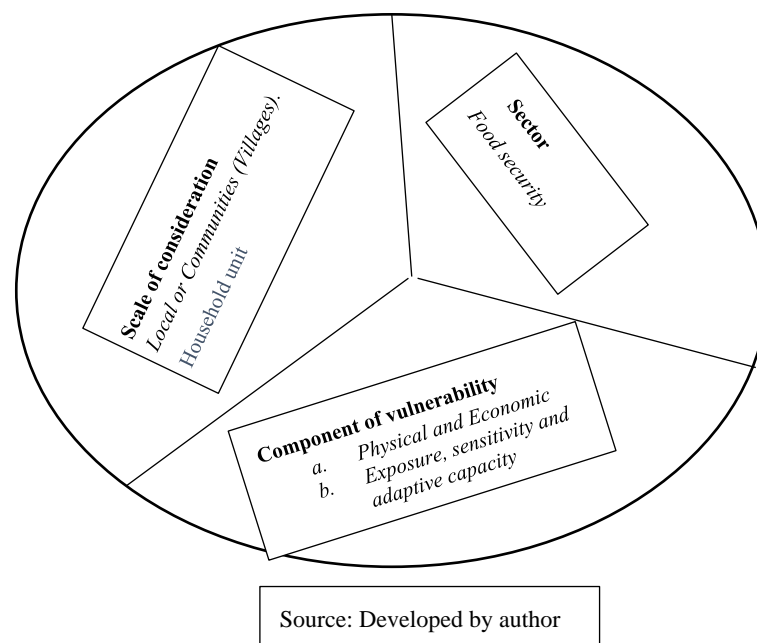 Scale of consideration
Local or Communities (Villages).
Household unit
Sector
Food security
Component of vulnerability
a. Physical and Economic
b. Exposure, sensitivity and
adaptive capacity
Source: Developed by author